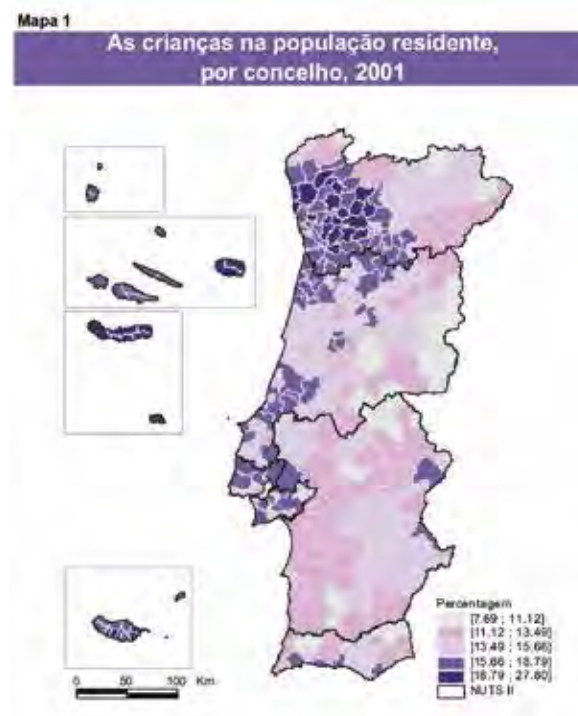 Mapa 1
As crianças na população residente,
por concelho, 2001
Percentagem
[7.69 ; 11.12]
[11.12 ; 13.49]
[13.49 ; 15.66]
[15.66 ; 18.79]
[18.79 ; 27.80]
NUTS II
0 50 100 Km